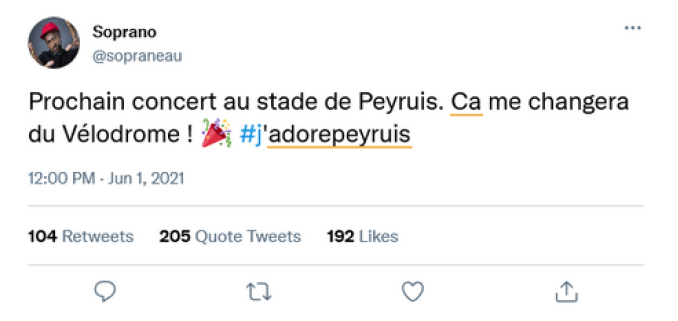 Soprano
@sopraneau
Prochain concert au stade de Peyruis. Ca me changera
du Vélodrome ! 🎉 #j'adorepeyruis
12:00 PM · Jun 1, 2021
104 Retweets 205 Quote Tweets 192 Likes